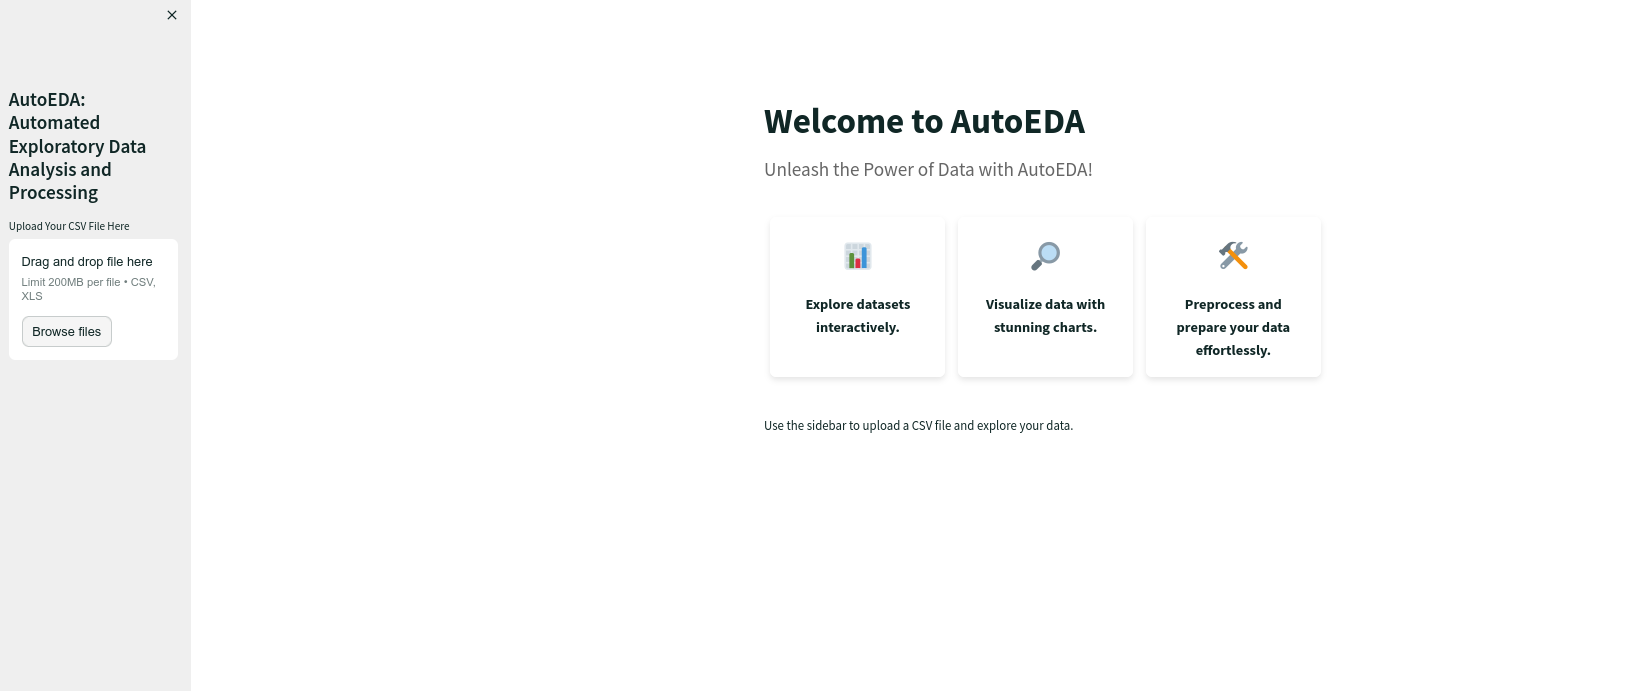 AutoEDA:
Automated
Exploratory Data
Analysis and
Processing
Upload Your CSV File Here
Drag and drop file here
Limit 200MB per file • CSV,
XLS
Browse files
Welcome to AutoEDA
Unleash the Power of Data with AutoEDA!
Explore datasets
interactively.
Visualize data with
stunning charts.
Preprocess and
prepare your data
effortlessly.
Use the sidebar to upload a CSV file and explore your data.